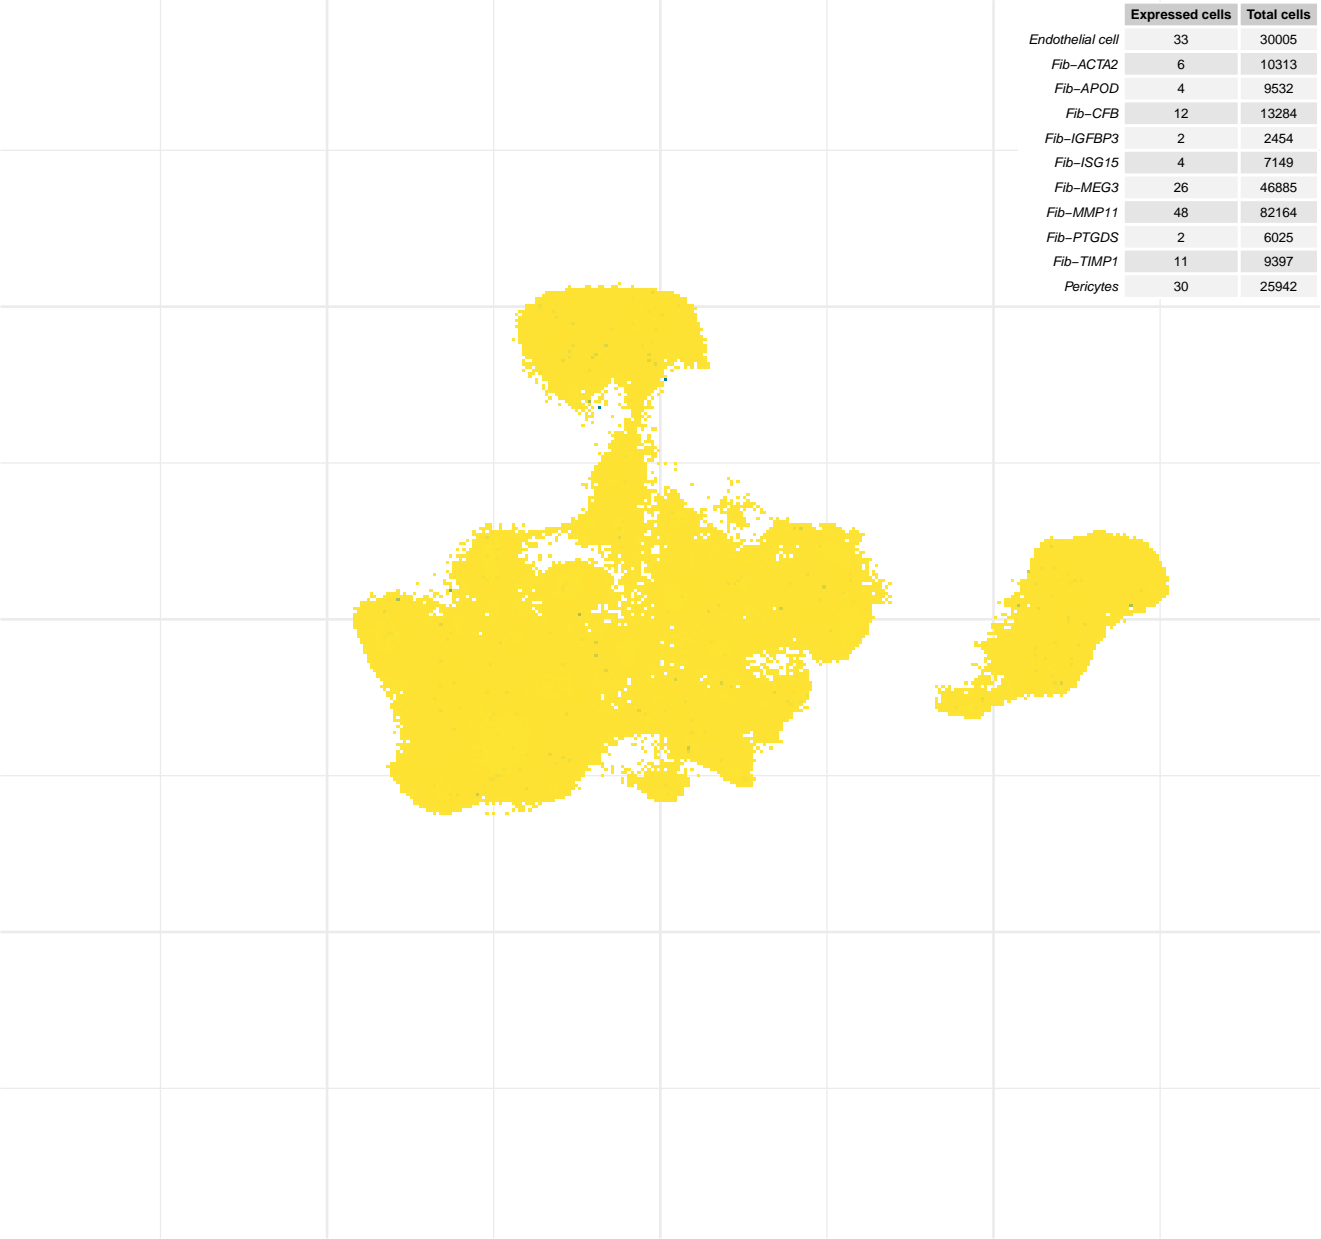 Expressed cells Total cells
Endothelial cell 33 30005
Fib−ACTA2 6 10313
Fib−APOD 4 9532
Fib−CFB 12 13284
Fib−IGFBP3 2 2454
Fib−ISG15 4 7149
Fib−MEG3 26 46885
Fib−MMP11 48 82164
Fib−PTGDS 2 6025
Fib−TIMP1 11 9397
Pericytes 30 25942